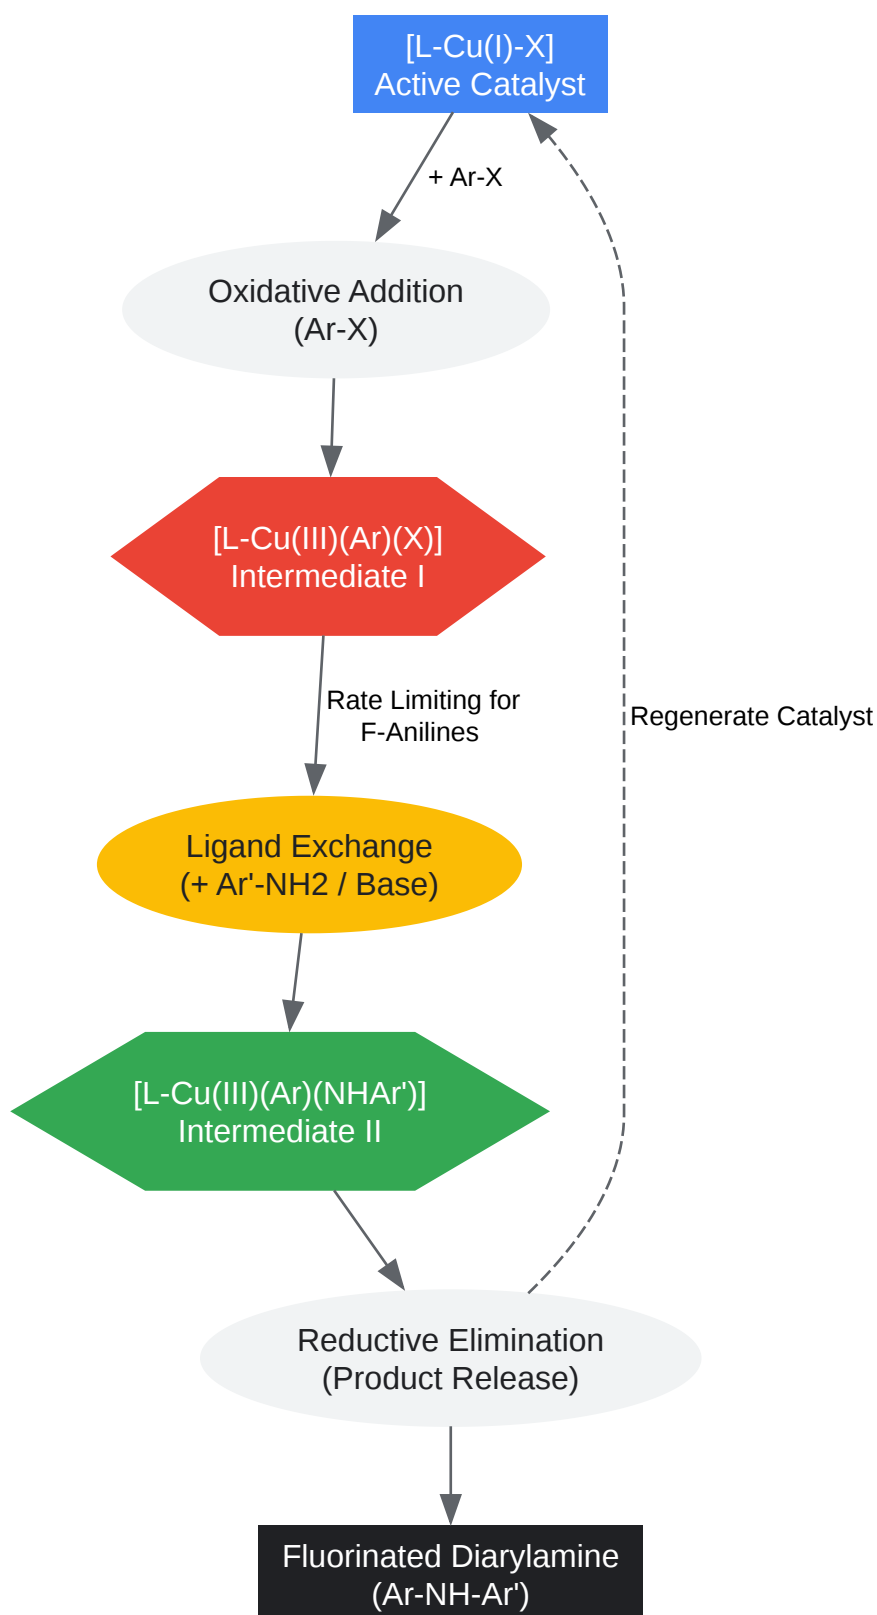 [L-Cu(I)-X]
Active Catalyst
+ Ar-X
Oxidative Addition
(Ar-X)
[L-Cu(III)(Ar)(X)]
Intermediate I
Rate Limiting for
F-Anilines
Regenerate Catalyst
Ligand Exchange
(+ Ar'-NH2 / Base)
[L-Cu(III)(Ar)(NHAr')]
Intermediate II
Reductive Elimination
(Product Release)
Fluorinated Diarylamine
(Ar-NH-Ar')